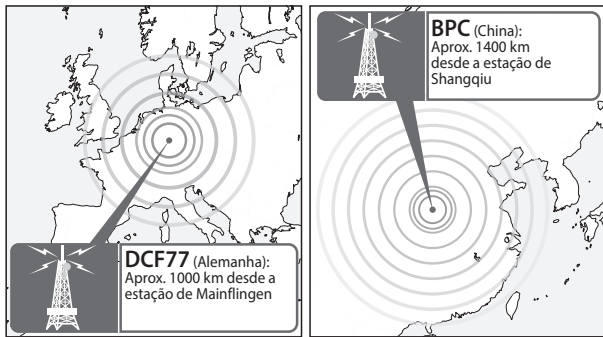 DCF77 (Alemanha):
Aprox. 1000 km desde a
estação de Mainflingen
BPC (China):
Aprox. 1400 km
desde a estação de
Shangqiu